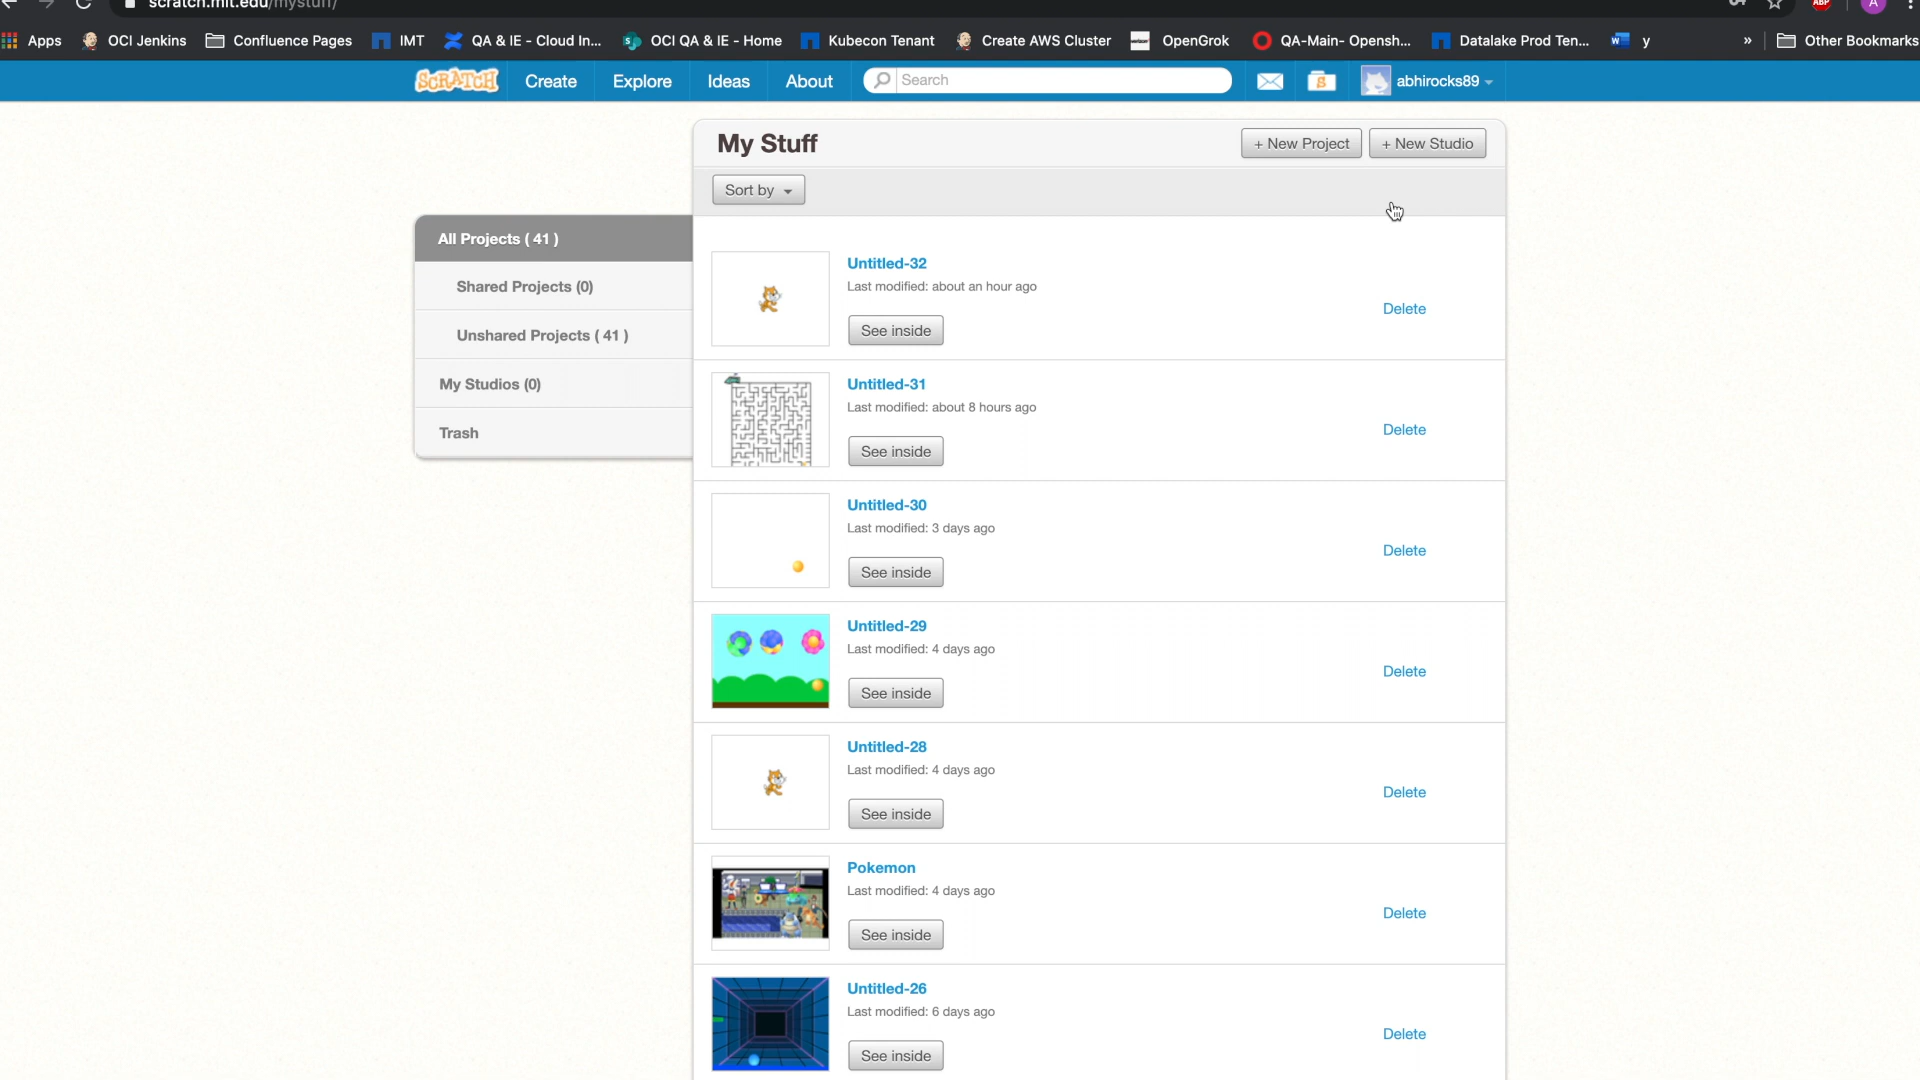 scratch.mit.edu/mystuff/
ABP
A
Apps
OCI Jenkins
Confluence Pages
IMT
QA & IE - Cloud In...
OCI QA & IE - Home
Kubecon Tenant
Create AWS Cluster
OpenGrok
QA-Main- Opensh...
Datalake Prod Ten...
y
»
Other Bookmarks
SCRATCH
Create
Explore
Ideas
About
Search
abhirocks89
My Stuff
+ New Project
+ New Studio
Sort by
All Projects ( 41 )
Shared Projects (0)
Unshared Projects ( 41 )
My Studios (0)
Trash
Untitled-32
Last modified: about an hour ago
See inside
Delete
Untitled-31
Last modified: about 8 hours ago
See inside
Delete
Untitled-30
Last modified: 3 days ago
See inside
Delete
Untitled-29
Last modified: 4 days ago
See inside
Delete
Untitled-28
Last modified: 4 days ago
See inside
Delete
Pokemon
Last modified: 4 days ago
See inside
Delete
Untitled-26
Last modified: 6 days ago
See inside
Delete